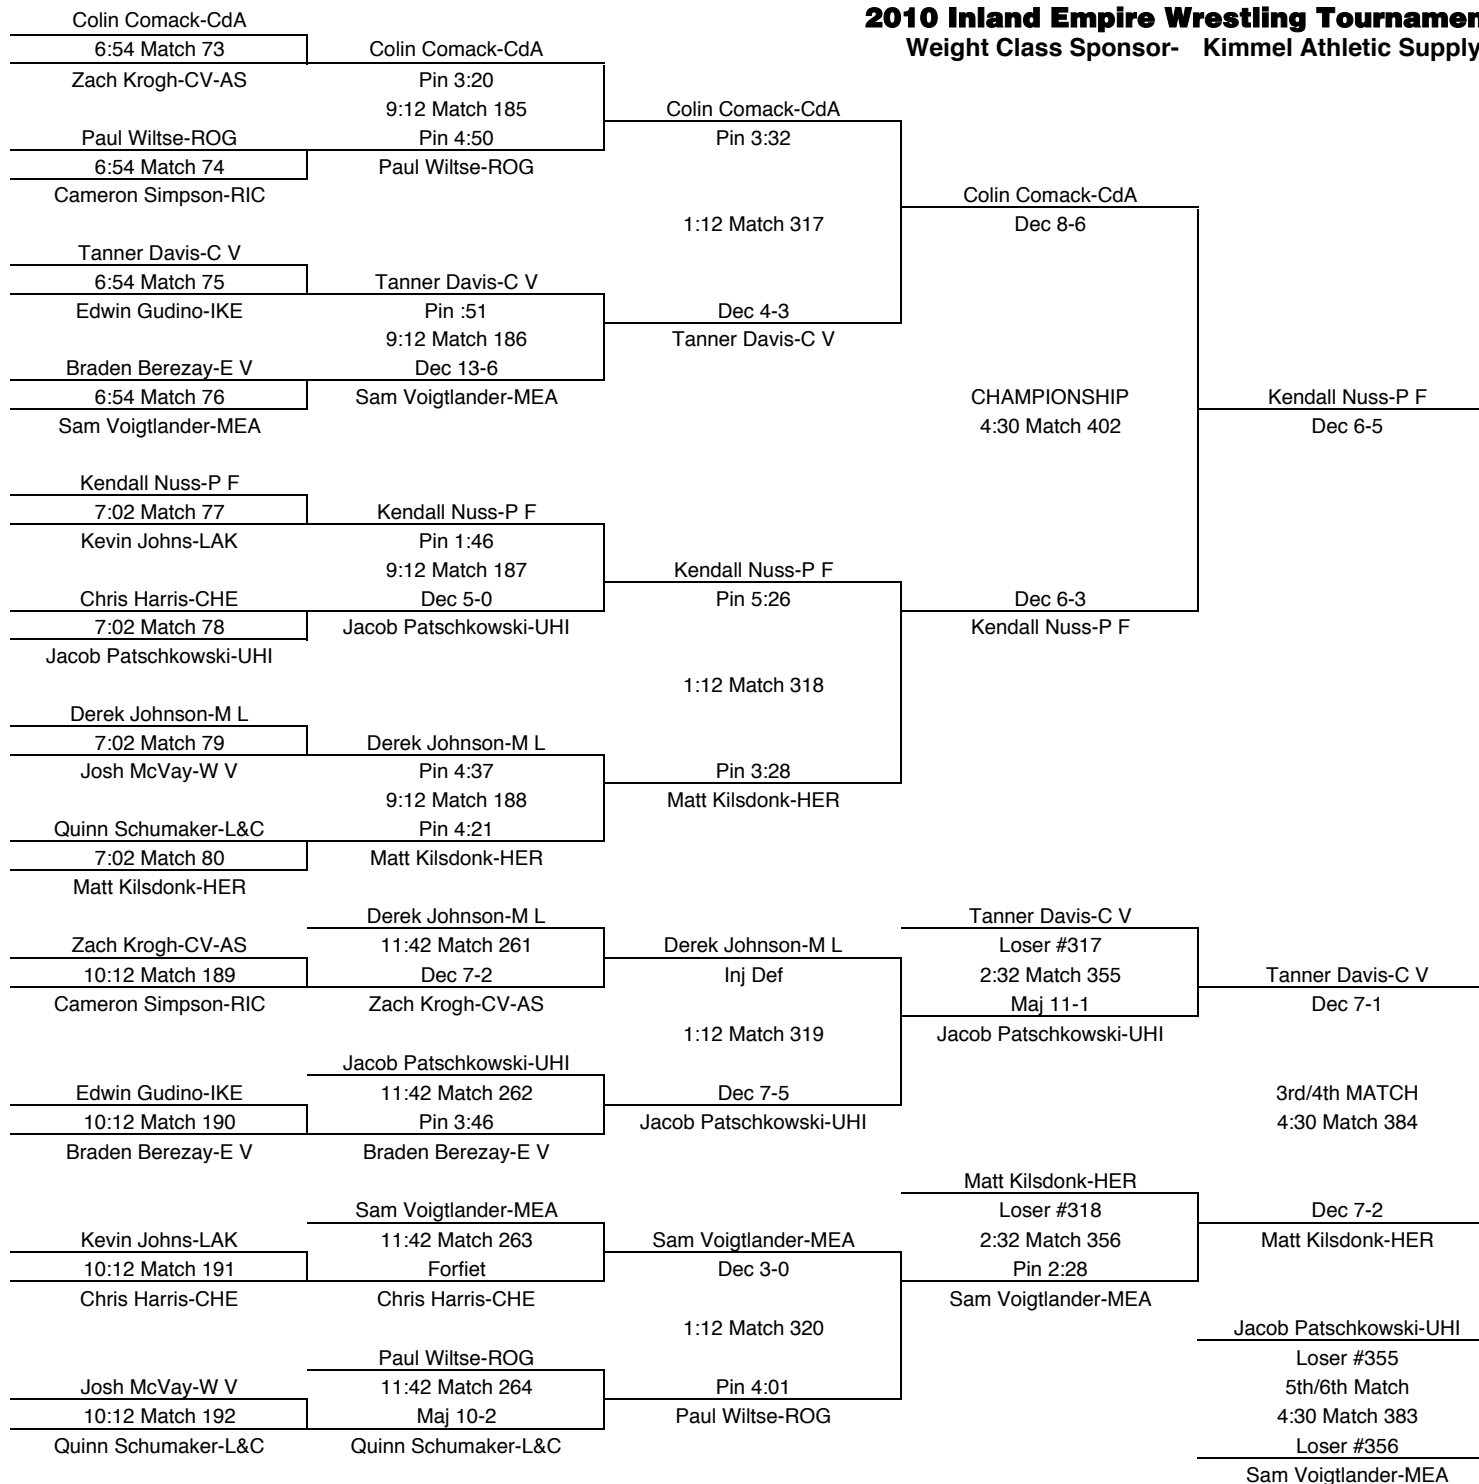 2010 Inland Empire Wrestling Tournamen
Weight Class Sponsor- Kimmel Athletic Supply
Colin Comack-CdA
6:54 Match 73
Zach Krogh-CV-AS
Paul Wiltse-ROG
6:54 Match 74
Cameron Simpson-RIC
Tanner Davis-C V
6:54 Match 75
Edwin Gudino-IKE
Braden Berezay-E V
6:54 Match 76
Sam Voigtlander-MEA
Kendall Nuss-P F
7:02 Match 77
Kevin Johns-LAK
Chris Harris-CHE
7:02 Match 78
Jacob Patschkowski-UHI
Derek Johnson-M L
7:02 Match 79
Josh McVay-W V
Quinn Schumaker-L&C
7:02 Match 80
Matt Kilsdonk-HER
Colin Comack-CdA
Pin 3:20
9:12 Match 185
Pin 4:50
Paul Wiltse-ROG
Tanner Davis-C V
Pin :51
9:12 Match 186
Dec 13-6
Sam Voigtlander-MEA
Kendall Nuss-P F
Pin 1:46
9:12 Match 187
Dec 5-0
Jacob Patschkowski-UHI
Derek Johnson-M L
Pin 4:37
9:12 Match 188
Pin 4:21
Matt Kilsdonk-HER
Colin Comack-CdA
Pin 3:32
1:12 Match 317
Dec 4-3
Tanner Davis-C V
Kendall Nuss-P F
Pin 5:26
1:12 Match 318
Pin 3:28
Matt Kilsdonk-HER
Colin Comack-CdA
Dec 8-6
CHAMPIONSHIP
4:30 Match 402
Dec 6-3
Kendall Nuss-P F
Kendall Nuss-P F
Dec 6-5
Zach Krogh-CV-AS
10:12 Match 189
Cameron Simpson-RIC
Edwin Gudino-IKE
10:12 Match 190
Braden Berezay-E V
Kevin Johns-LAK
10:12 Match 191
Chris Harris-CHE
Josh McVay-W V
10:12 Match 192
Quinn Schumaker-L&C
Derek Johnson-M L
11:42 Match 261
Dec 7-2
Zach Krogh-CV-AS
Jacob Patschkowski-UHI
11:42 Match 262
Pin 3:46
Braden Berezay-E V
Sam Voigtlander-MEA
11:42 Match 263
Forfiet
Chris Harris-CHE
Paul Wiltse-ROG
11:42 Match 264
Maj 10-2
Quinn Schumaker-L&C
Derek Johnson-M L
Inj Def
1:12 Match 319
Dec 7-5
Jacob Patschkowski-UHI
Sam Voigtlander-MEA
Dec 3-0
1:12 Match 320
Pin 4:01
Paul Wiltse-ROG
Tanner Davis-C V
Loser #317
2:32 Match 355
Maj 11-1
Jacob Patschkowski-UHI
Matt Kilsdonk-HER
Loser #318
2:32 Match 356
Pin 2:28
Sam Voigtlander-MEA
Tanner Davis-C V
Dec 7-1
3rd/4th MATCH
4:30 Match 384
Dec 7-2
Matt Kilsdonk-HER
Jacob Patschkowski-UHI
Loser #355
5th/6th Match
4:30 Match 383
Loser #356
Sam Voigtlander-MEA